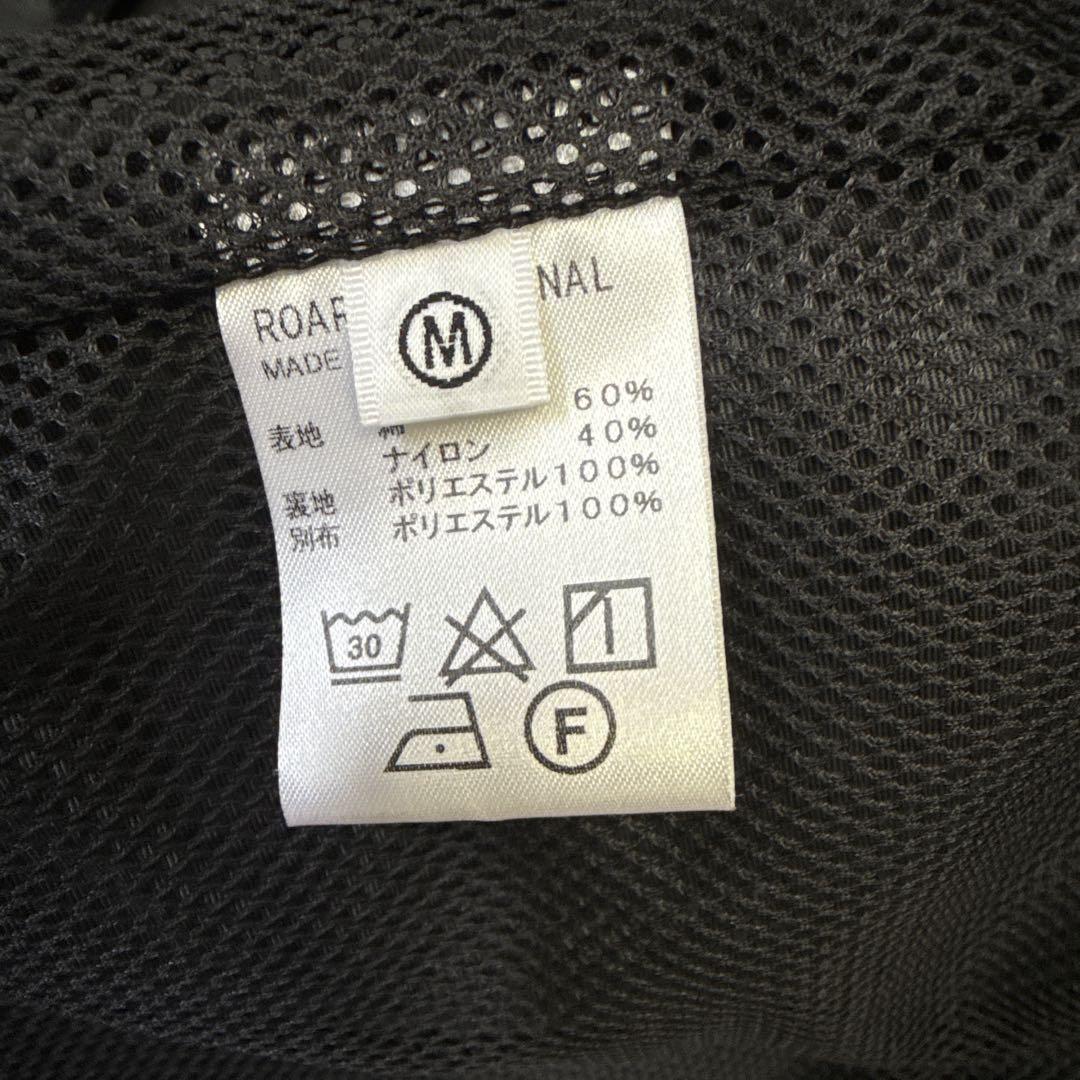 NAL
M
MADE
60%
表地 綿
ナイロン 40%
裏地 ポリエステル100%
別布 ポリエステル100%
30
F